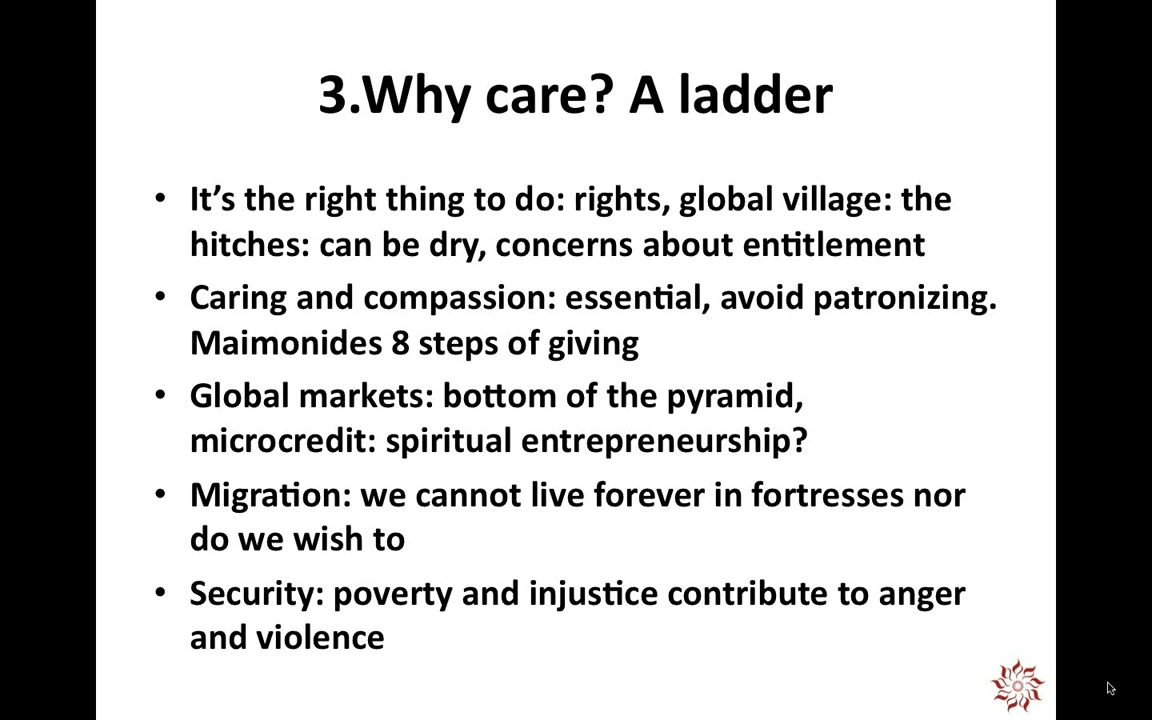 3.Why care? A ladder
• It’s the right thing to do: rights, global village: the
hitches: can be dry, concerns about entitlement
• Caring and compassion: essential, avoid patronizing.
Maimonides 8 steps of giving
• Global markets: bottom of the pyramid,
microcredit: spiritual entrepreneurship?
• Migration: we cannot live forever in fortresses nor
do we wish to
• Security: poverty and injustice contribute to anger
and violence